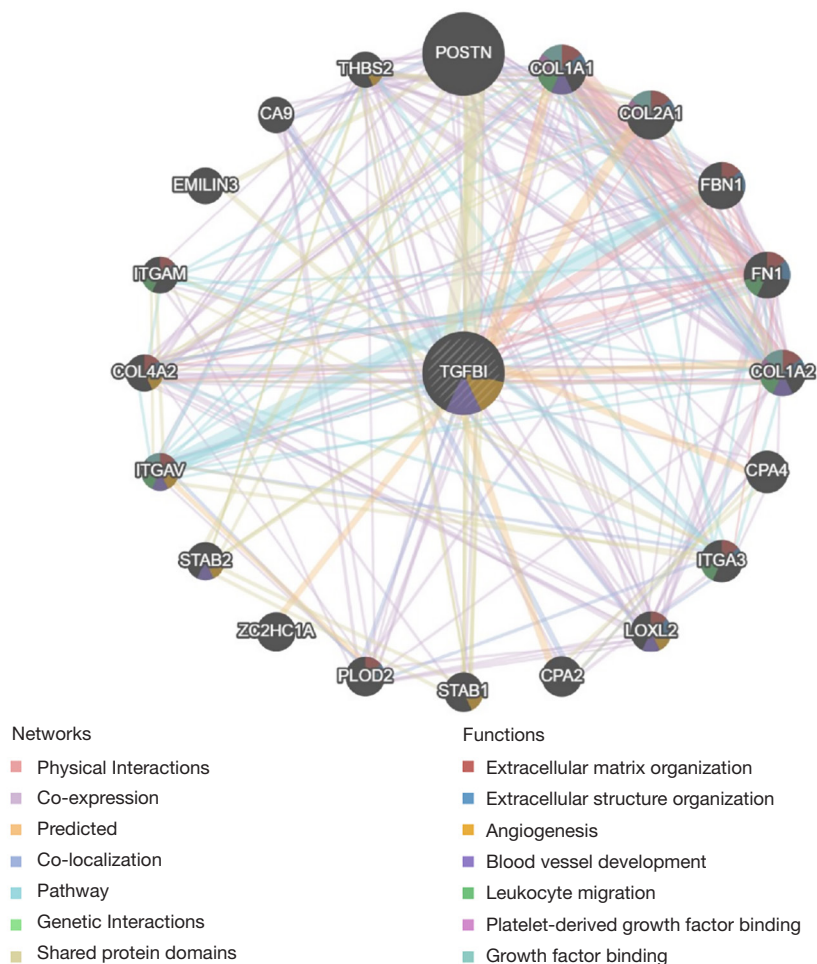 POSTN
THBS2
COL1A1
CA9
COL2A1
EMILIN3
FBN1
ITGAM
FN1
COL4A2
TGFBI
COL1A2
ITGAV
CPA4
STAB2
ITGA3
ZC2HC1A
LOXL2
PLOD2
STAB1
CPA2
Networks
Physical Interactions
Co-expression
Predicted
Co-localization
Pathway
Genetic Interactions
Shared protein domains
Functions
Extracellular matrix organization
Extracellular structure organization
Angiogenesis
Blood vessel development
Leukocyte migration
Platelet-derived growth factor binding
Growth factor binding